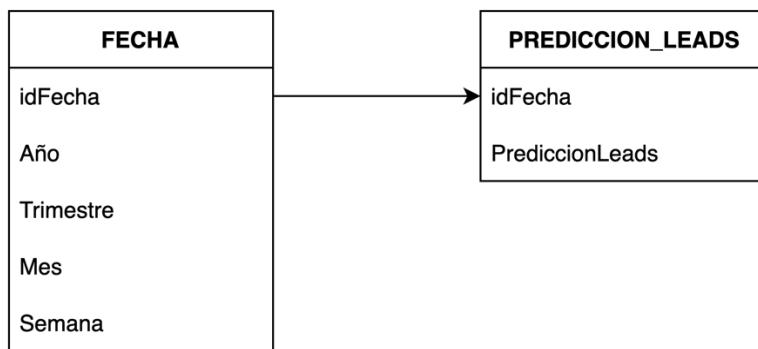 FECHA
idFecha
Año
Trimestre
Mes
Semana
PREDICCION_LEADS
idFecha
PrediccionLeads